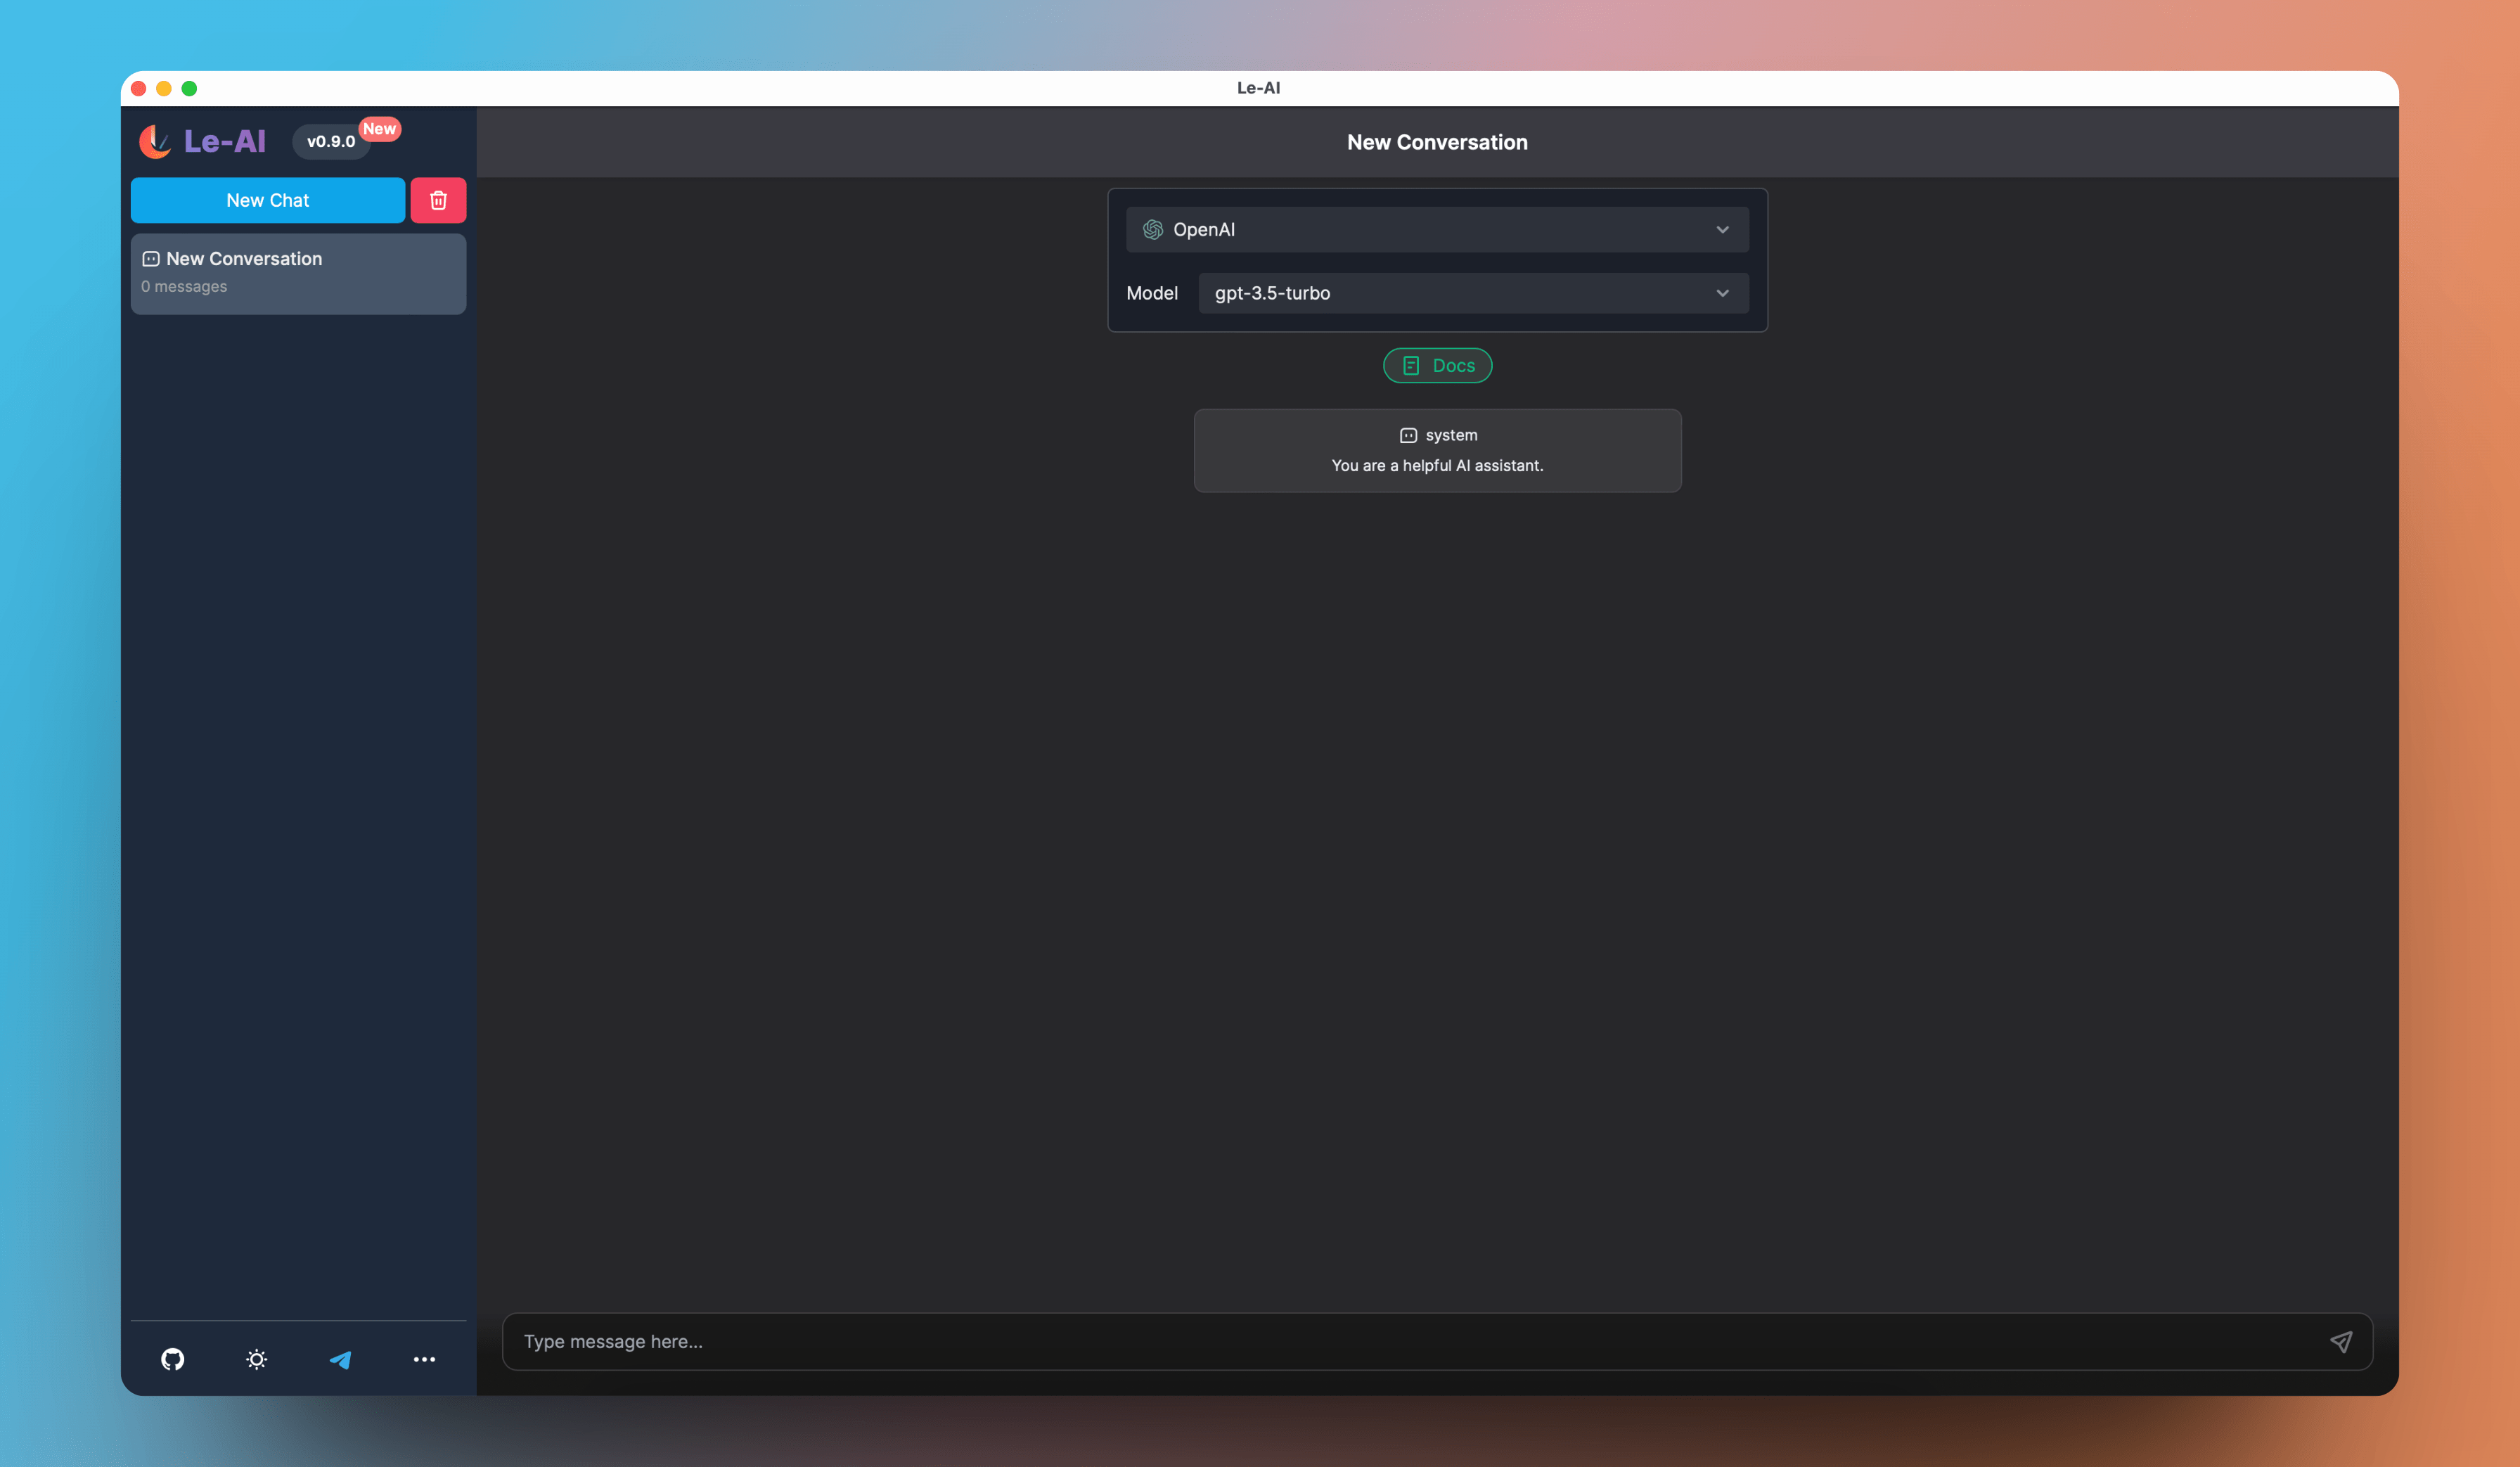 Le-AI
Le-AI
v0.9.0
New
New Chat
New Conversation
0 messages
New Conversation
OpenAI
Model
gpt-3.5-turbo
Docs
system
You are a helpful AI assistant.
Type message here...